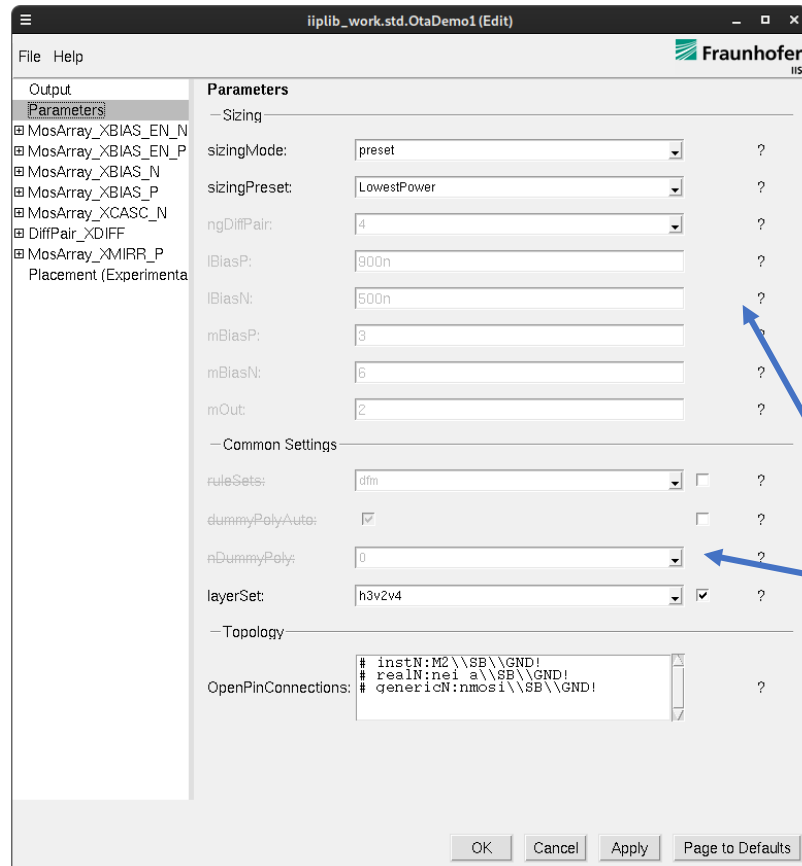 iiplib_work.std.OtaDemo1 (Edit)
File Help
Fraunhofer
IIS
Output
Parameters
MosArray_XBIAS_EN_N
MosArray_XBIAS_EN_P
MosArray_XBIAS_N
MosArray_XBIAS_P
MosArray_XCASC_N
DiffPair_XDIFF
MosArray_XMIRR_P
Placement (Experimenta
Parameters
Sizing
sizingMode: preset ?
sizingPreset: LowestPower ?
ngDiffPair: 4 ?
lBiasP: 900n ?
lBiasN: 500n ?
mBiasP: 3 ?
mBiasN: 6 ?
mOut: 2 ?
Common Settings
ruleSets: dfm ?
dummyPolyAuto: ?
nDummyPoly: 0 ?
layerSet: h3v2v4 ?
Topology
# instN:M2\\SB\\GND!
# realN:nei a\\SB\\GND!
OpenPinConnections: # genericN:nmosi\\SB\\GND! ?
OK Cancel Apply Page to Defaults